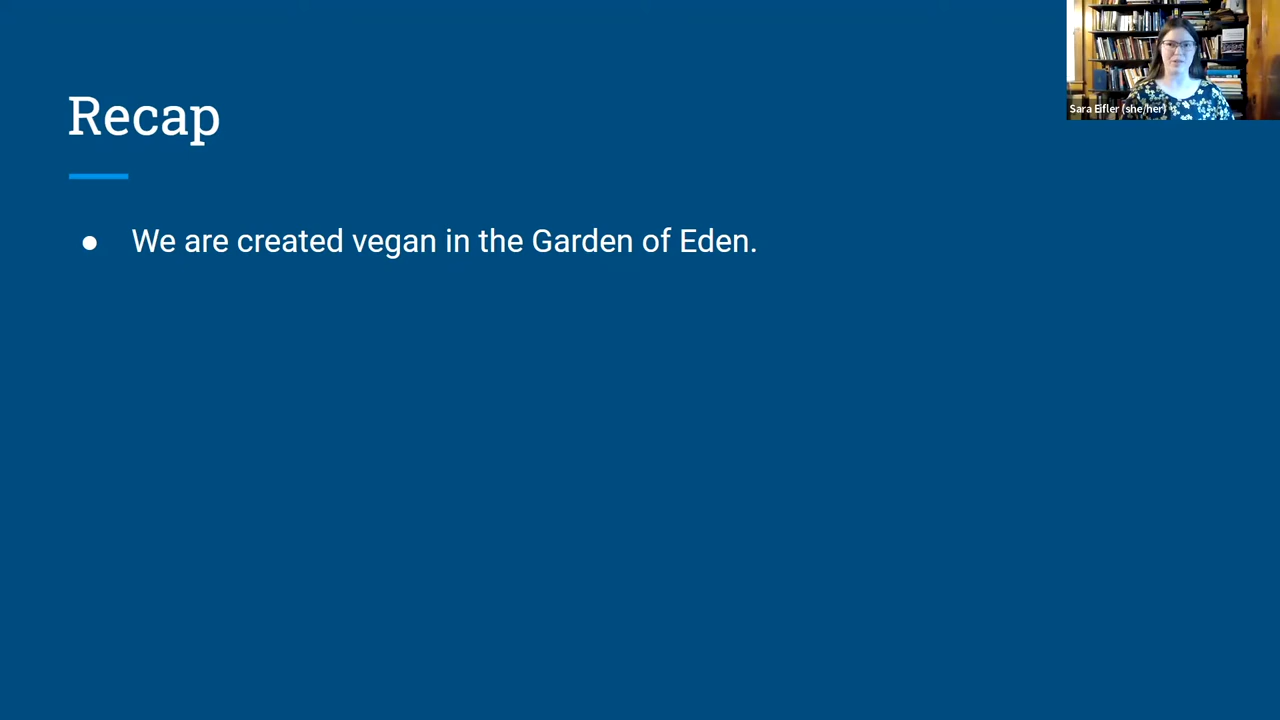 Recap
● We are created vegan in the Garden of Eden.
Sara Eifler (she/her)